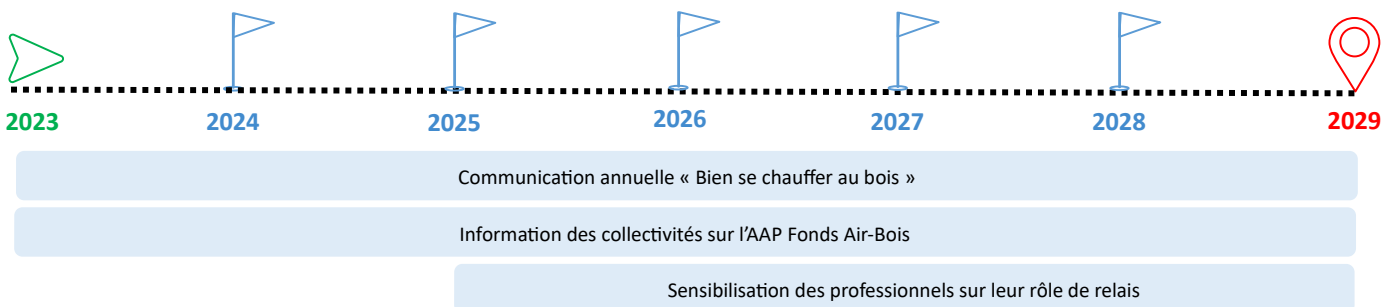 2023 2024 2025 2026 2027 2028 2029
Communication annuelle « Bien se chauffer au bois »
Information des collectivités sur l’AAP Fonds Air-Bois
Sensibilisation des professionnels sur leur rôle de relais